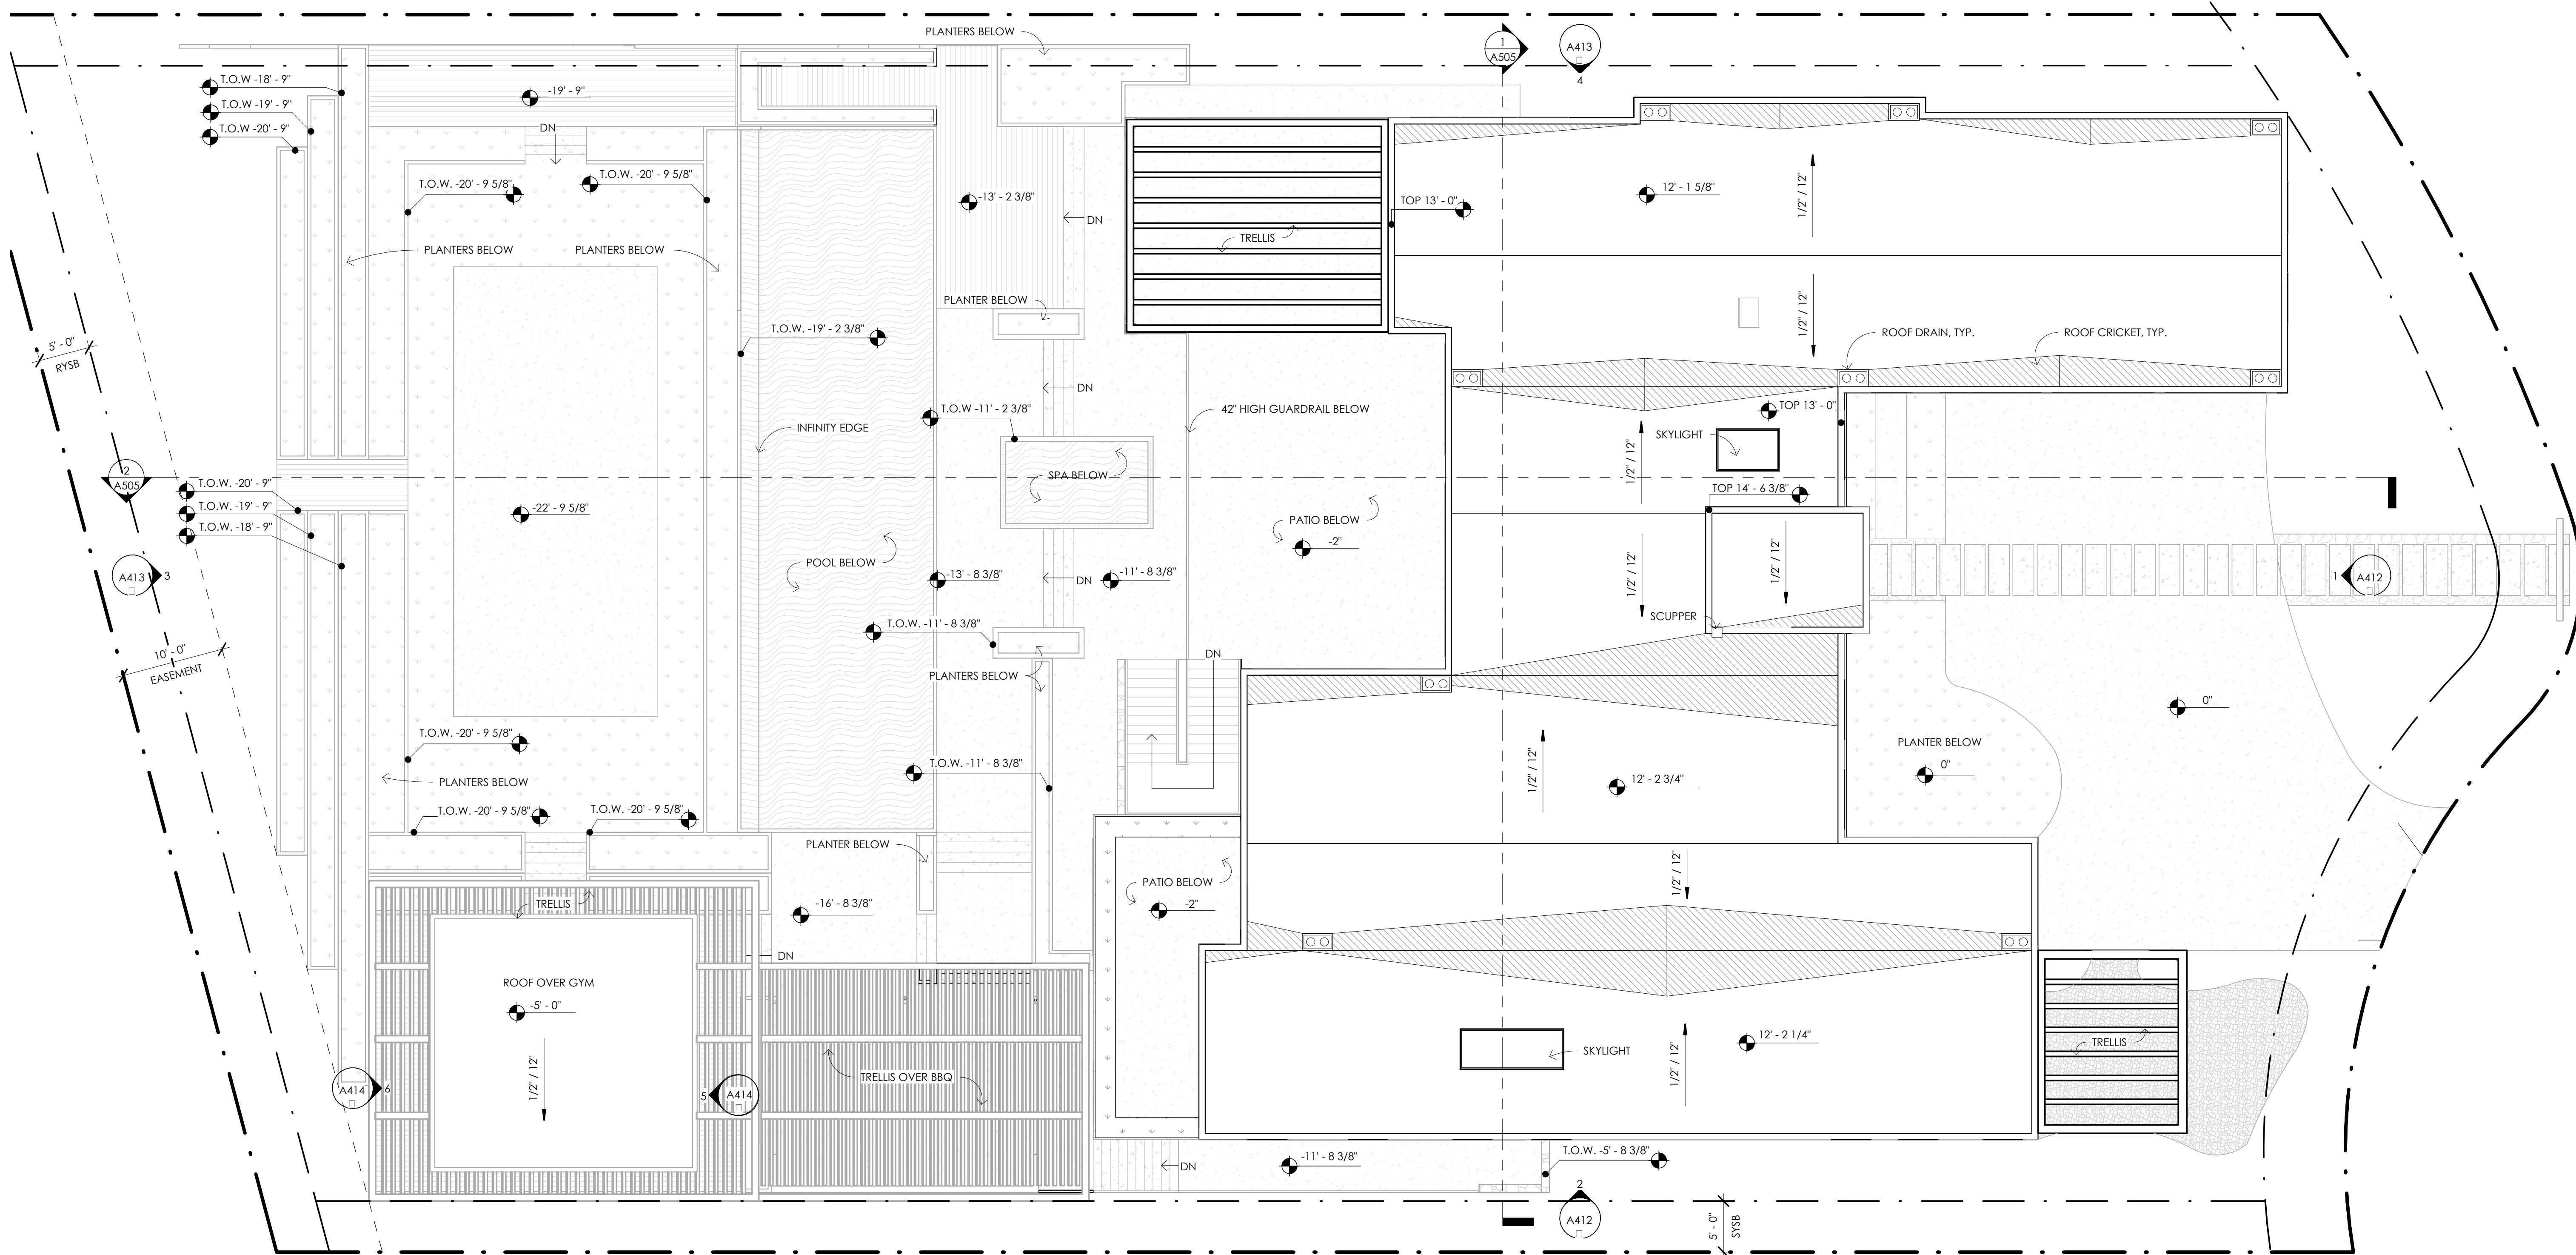 PLANTERS BELOW
1
A505
A413
4
T.O.W -18' - 9"
T.O.W -19' - 9"
T.O.W -20' - 9"
-19' - 9"
DN
T.O.W. -20' - 9 5/8"
T.O.W. -20' - 9 5/8"
-13' - 2 3/8"
DN
TOP 13' - 0"
12' - 1 5/8"
1/2" / 12"
TRELLIS
PLANTERS BELOW
PLANTERS BELOW
PLANTER BELOW
T.O.W. -19' - 2 3/8"
1/2" / 12"
ROOF DRAIN, TYP.
ROOF CRICKET, TYP.
5' - 0"
RYSB
DN
T.O.W -11' - 2 3/8"
42" HIGH GUARDRAIL BELOW
TOP 13' - 0"
INFINITY EDGE
SKYLIGHT
1/2" / 12"
2
A505
SPA BELOW
T.O.W. -20' - 9"
T.O.W. -19' - 9"
T.O.W. -18' - 9"
TOP 14' - 6 3/8"
-22' - 9 5/8"
PATIO BELOW
-2"
1/2" / 12"
1/2" / 12"
POOL BELOW
-13' - 8 3/8"
DN
-11' - 8 3/8"
A413
3
1
A412
SCUPPER
T.O.W. -11' - 8 3/8"
10' - 0"
EASEMENT
DN
PLANTERS BELOW
0"
T.O.W. -20' - 9 5/8"
PLANTER BELOW
0"
T.O.W. -11' - 8 3/8"
PLANTERS BELOW
1/2" / 12"
12' - 2 3/4"
T.O.W. -20' - 9 5/8"
T.O.W. -20' - 9 5/8"
PLANTER BELOW
1/2" / 12"
PATIO BELOW
-2"
TRELLIS
-16' - 8 3/8"
DN
ROOF OVER GYM
-5' - 0"
12' - 2 1/4"
TRELLIS
SKYLIGHT
1/2" / 12"
1/2" / 12"
TRELLIS OVER BBQ
A414
6
5
A414
DN
-11' - 8 3/8"
T.O.W. -5' - 8 3/8"
2
A412
5' - 0"
SYSB